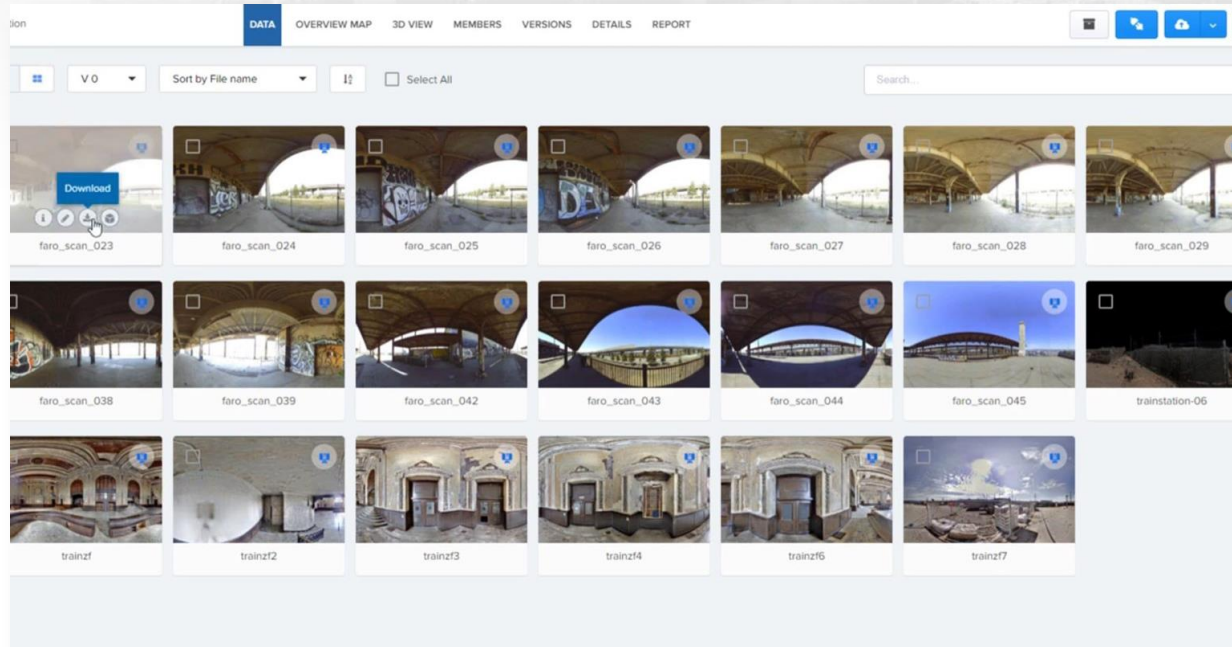 tion
DATA OVERVIEW MAP 3D VIEW MEMBERS VERSIONS DETAILS REPORT
V 0 Sort by File name Select All Search...
Download
faro_scan_023 faro_scan_024 faro_scan_025 faro_scan_026 faro_scan_027 faro_scan_028 faro_scan_029
faro_scan_038 faro_scan_039 faro_scan_042 faro_scan_043 faro_scan_044 faro_scan_045 trainstation-06
trainzf trainzf2 trainzf3 trainzf4 trainzf6 trainzf7